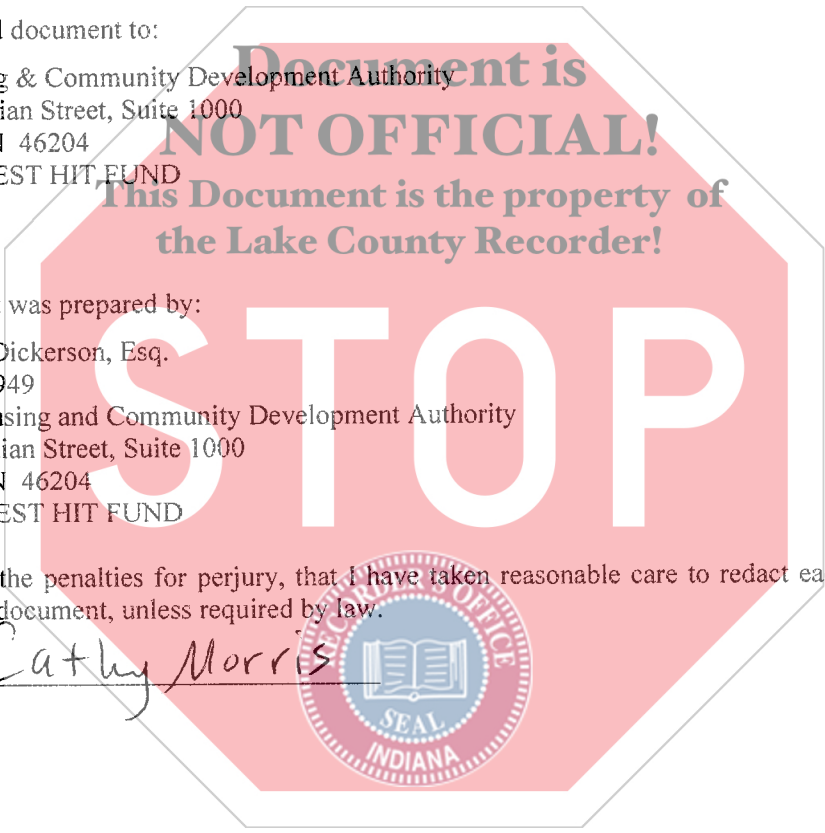 document to:
Document is
& Community Development Authority
ian Street, Suite 1000
NOT OFFICIAL!
46204
EST HIT FUND
This Document is the property of
the Lake County Recorder!
was prepared by:
Dickerson, Esq.
949
sing and Community Development Authority
ian Street, Suite 1000
N 46204
EST HIT FUND
STOP
the penalties for perjury, that I have taken reasonable care to redact ea
document, unless required by law.
Cathy Morris
RECORDER'S OFFICE
SEAL
INDIANA